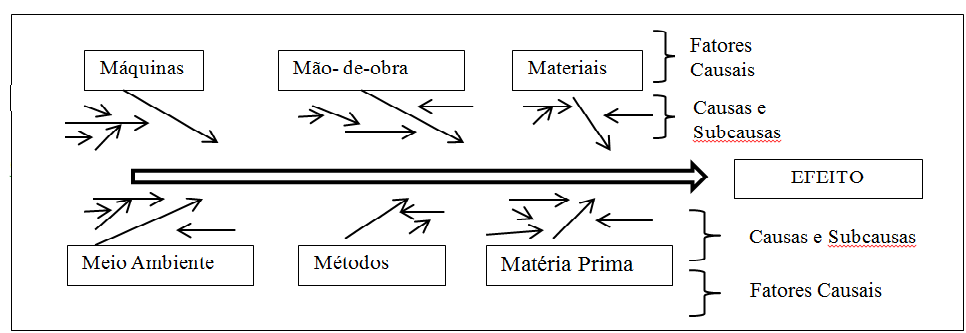 Máquinas
Mão- de-obra
Materiais
Fatores
Causais
Causas e
Subcausas
EFEITO
Causas e Subcausas
Meio Ambiente
Métodos
Matéria Prima
Fatores Causais